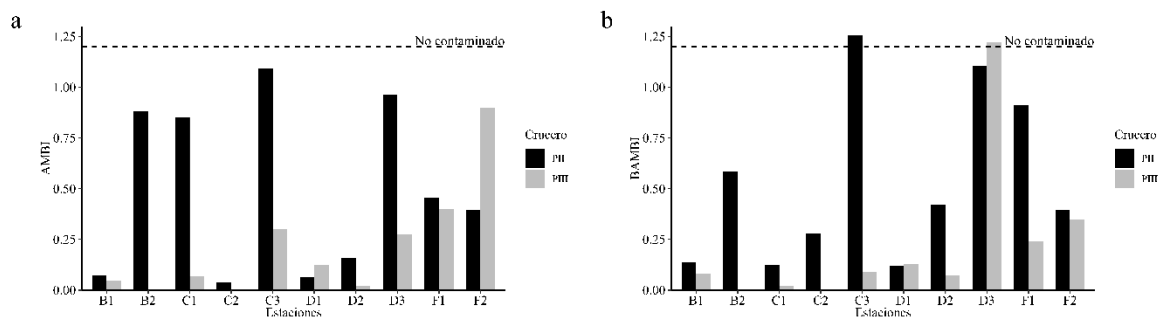 a
1.25
1.00
0.75
0.50
0.25
0.00
AMBI
No contaminado
B1 B2 C1 C2 C3 D1 D2 D3 F1 F2
Estaciones
Crucero
PII
PIII
b
1.25
1.00
0.75
0.50
0.25
0.00
BAMBI
No contaminado
B1 B2 C1 C2 C3 D1 D2 D3 F1 F2
Estaciones
Crucero
PII
PIII